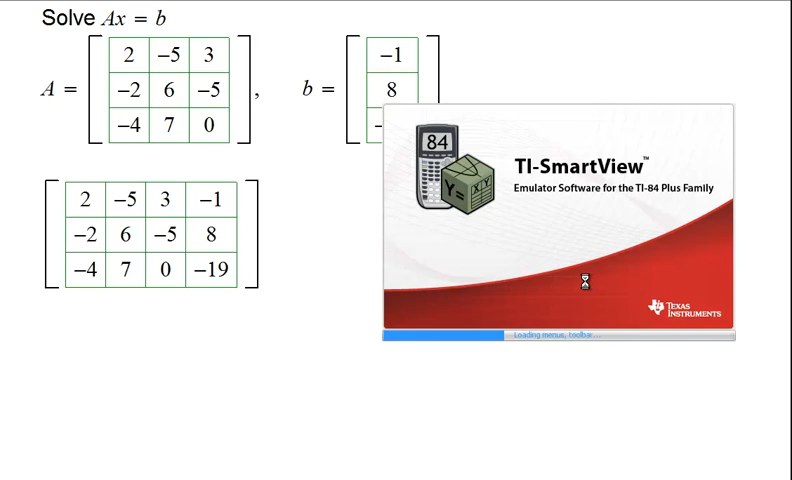 Solve Ax = b
A = [ 2 −5 3
−2 6 −5
−4 7 0 ],
b = [ −1
8
−
84
Y=
X Y
TI-SmartView™
Emulator Software for the TI-84 Plus Family
TEXAS
INSTRUMENTS
Loading menus, toolbar...
2 −5 3 −1
−2 6 −5 8
−4 7 0 −19